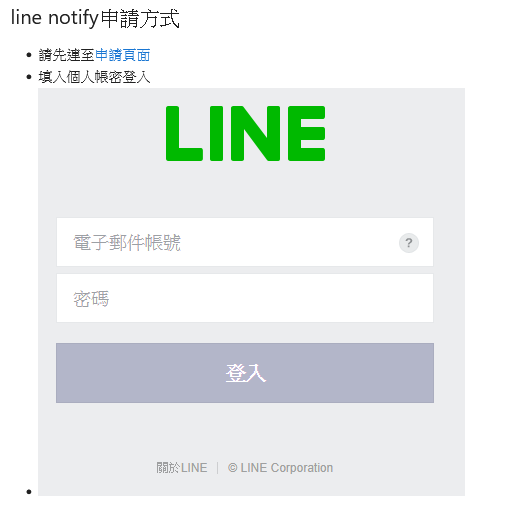 line notify申請方式
請先連至申請頁面
填入個人帳密登入
LINE
電子郵件帳號 ?
密碼
登入
關於LINE | © LINE Corporation